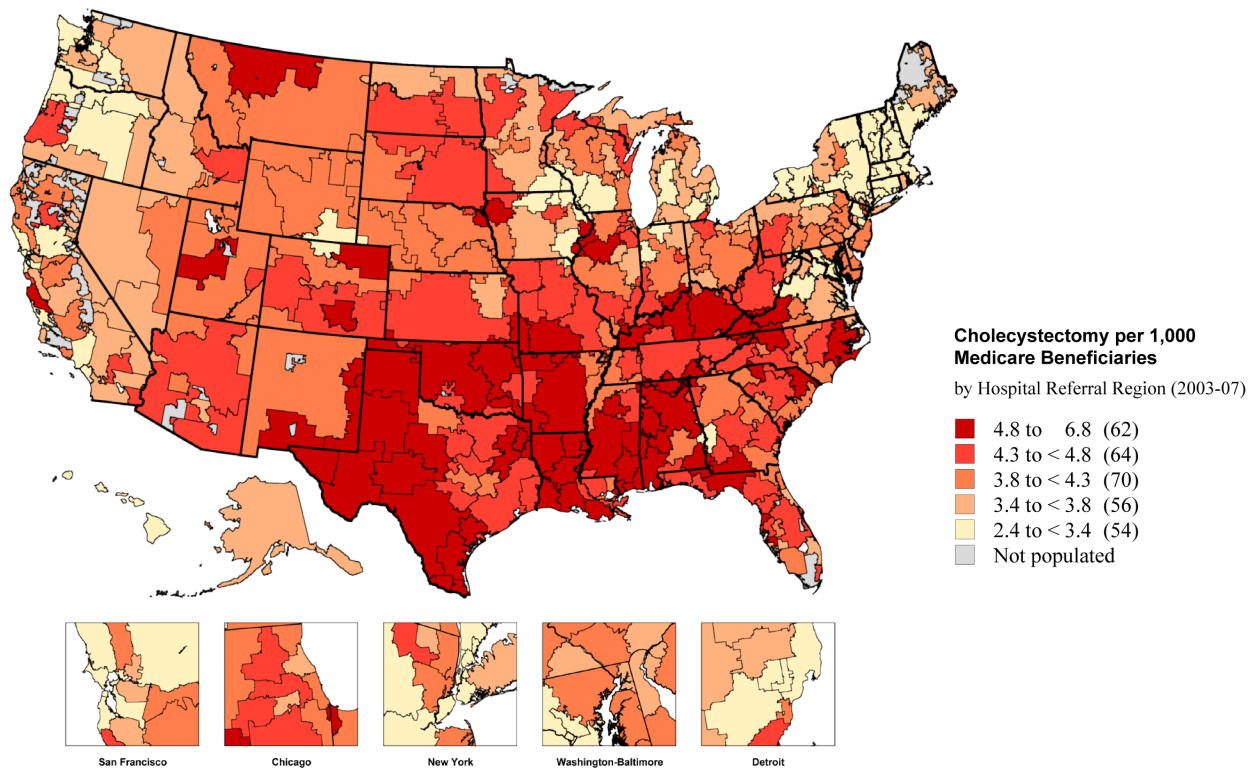 Cholecystectomy per 1,000
Medicare Beneficiaries
by Hospital Referral Region (2003-07)
4.8 to 6.8 (62)
4.3 to < 4.8 (64)
3.8 to < 4.3 (70)
3.4 to < 3.8 (56)
2.4 to < 3.4 (54)
Not populated
San Francisco
Chicago
New York
Washington-Baltimore
Detroit